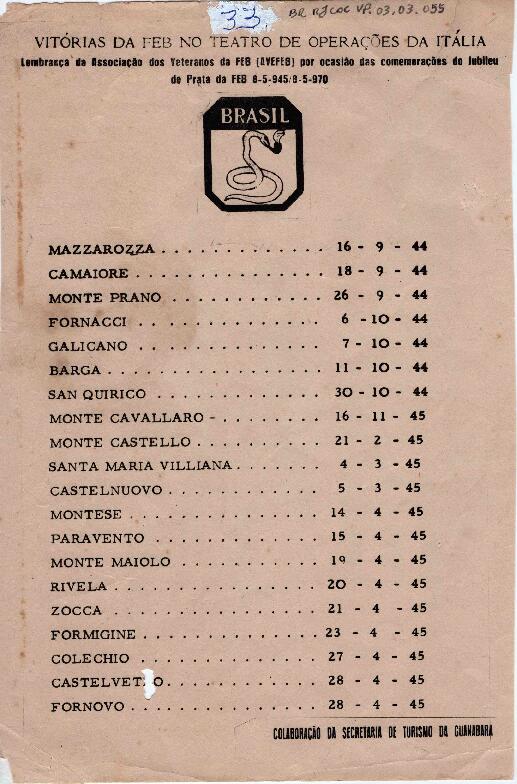 33.
BR RJCOC VP. 03.03.055
VITÓRIAS DA FEB NO TEATRO DE OPERAÇÕES DA ITÁLIA
Lembrança da Associação dos Veteranos da FEB (AVEFEB) por ocasião das comemorações do Jubileu
de Prata da FEB 8-5-945/8-5-970
BRASIL
MAZZAROZZA . . . . . . . . . . . . 16 - 9 - 44
CAMAIORE . . . . . . . . . . . . . . 18 - 9 - 44
MONTE PRANO . . . . . . . . . . . . 26 - 9 - 44
FORNACCI . . . . . . . . . . . . . . 6 - 10 - 44
GALICANO . . . . . . . . . . . . . . 7 - 10 - 44
BARGA . . . . . . . . . . . . . . . . 11 - 10 - 44
SAN QUIRICO . . . . . . . . . . . . 30 - 10 - 44
MONTE CAVALLARO - . . . . . . . . 16 - 11 - 45
MONTE CASTELLO . . . . . . . . . . 21 - 2 - 45
SANTA MARIA VILLIANA . . . . . . . 4 - 3 - 45
CASTELNUOVO . . . . . . . . . . . . 5 - 3 - 45
MONTESE . . . . . . . . . . . . . . . 14 - 4 - 45
PARAVENTO . . . . . . . . . . . . . 15 - 4 - 45
MONTE MAIOLO . . . . . . . . . . . 19 - 4 - 45
RIVELA . . . . . . . . . . . . . . . . 20 - 4 - 45
ZOCCA . . . . . . . . . . . . . . . . 21 - 4 - 45
FORMIGINE . . . . . . . . . . . . . 23 - 4 - 45
COLECHIO . . . . . . . . . . . . . . 27 - 4 - 45
CASTELVET O . . . . . . . . . . . . 28 - 4 - 45
FORNOVO . . . . . . . . . . . . . . 28 - 4 - 45
COLABORAÇÃO DA SECRETARIA DE TURISMO DA GUANABARA